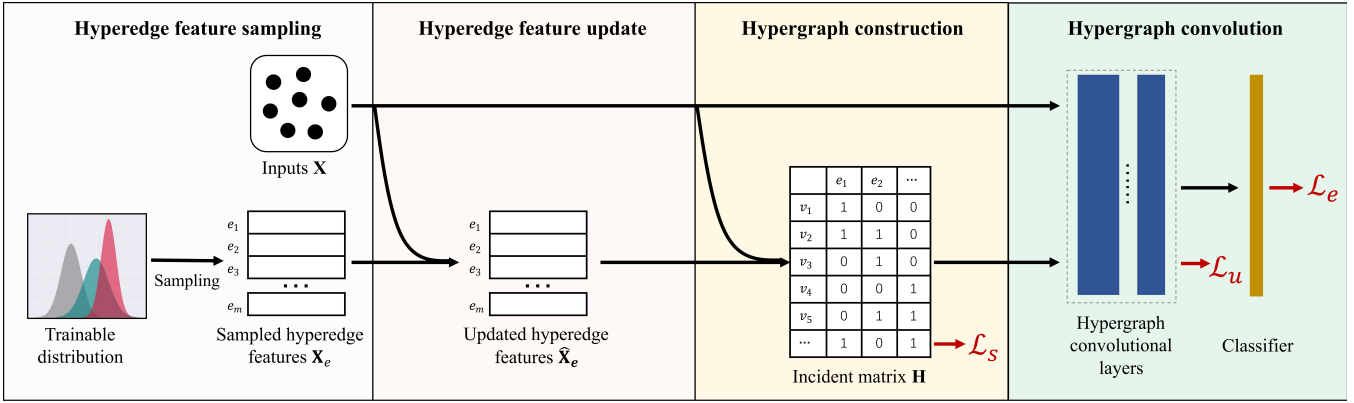 Hyperedge feature sampling
Inputs X
Trainable
distribution
Sampling
e₁
e₂
e₃
...
eₘ
Sampled hyperedge
features Xₑ
Hyperedge feature update
e₁
e₂
e₃
...
eₘ
Updated hyperedge
features X̂ₑ
Hypergraph construction
e₁ e₂ ...
v₁ 1 0 0
v₂ 1 1 0
v₃ 0 1 0
v₄ 0 0 1
v₅ 0 1 1
... 1 0 1
ℒₛ
Incident matrix H
Hypergraph convolution
......
ℒₑ
ℒᵤ
Hypergraph
convolutional
layers
Classifier